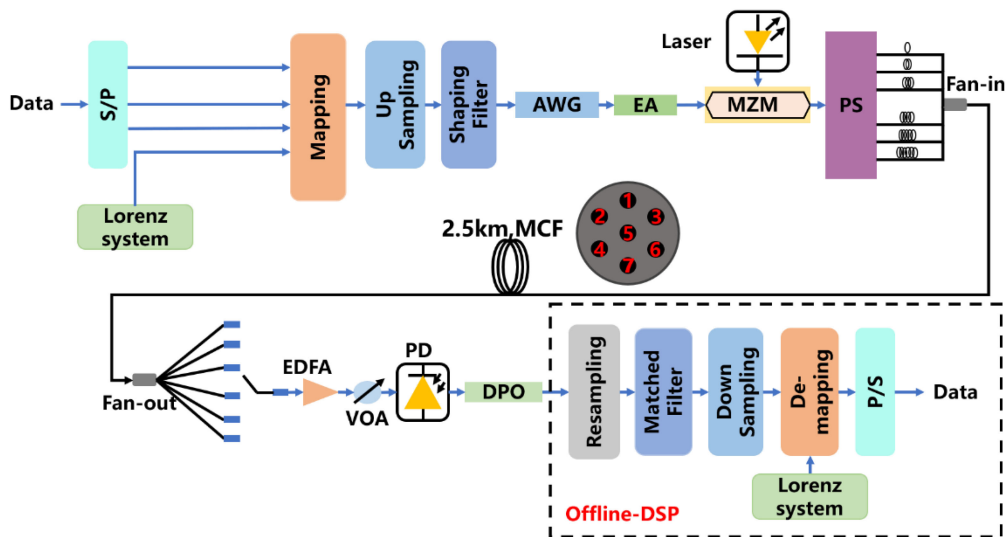 Data
S/P
Lorenz
system
Mapping
Up
Sampling
Shaping
Filter
AWG
EA
Laser
MZM
PS
Fan-in
2.5km,MCF
1
2
3
4
5
6
7
Fan-out
EDFA
VOA
PD
DPO
Resampling
Matched
Filter
Down
Sampling
De-
mapping
P/S
Data
Lorenz
system
Offline-DSP